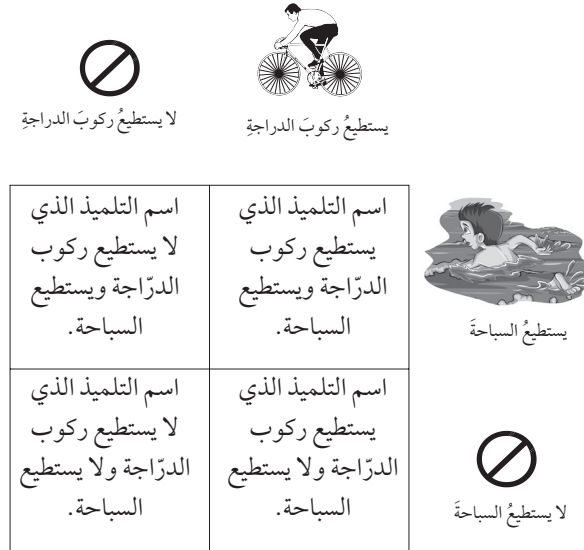 يستطيعُ ركوبَ الدراجةِ
لا يستطيعُ ركوبَ الدراجةِ
يستطيعُ السباحةَ
اسم التلميذ الذي
يستطيع ركوب
الدرّاجة ويستطيع
السباحة.
اسم التلميذ الذي
لا يستطيع ركوب
الدرّاجة ويستطيع
السباحة.
لا يستطيعُ السباحةَ
اسم التلميذ الذي
يستطيع ركوب
الدرّاجة ولا يستطيع
السباحة.
اسم التلميذ الذي
لا يستطيع ركوب
الدرّاجة ولا يستطيع
السباحة.